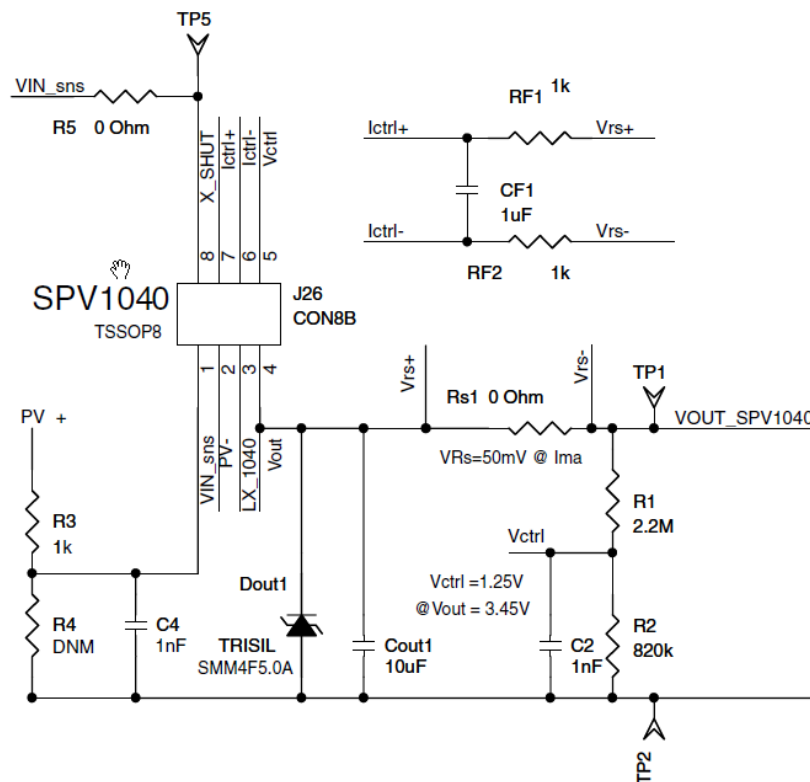 TP5
VIN_sns
R5 0 Ohm
X_SHUT
Ictrl+
Ictrl-
Vctrl
8
7
6
5
RF1 1k
Ictrl+
Vrs+
CF1
1uF
Ictrl-
Vrs-
RF2 1k
SPV1040
TSSOP8
J26
CON8B
1
2
3
4
VIN_sns
PV-
LX_1040
Vout
Vrs+
Rs1 0 Ohm
Vrs-
TP1
VOUT_SPV1040
VRs=50mV @ Ima
PV +
R3
1k
R4
DNM
C4
1nF
Dout1
TRISIL
SMM4F5.0A
Cout1
10uF
Vctrl
Vctrl =1.25V
@Vout = 3.45V
R1
2.2M
C2
1nF
R2
820k
TP2